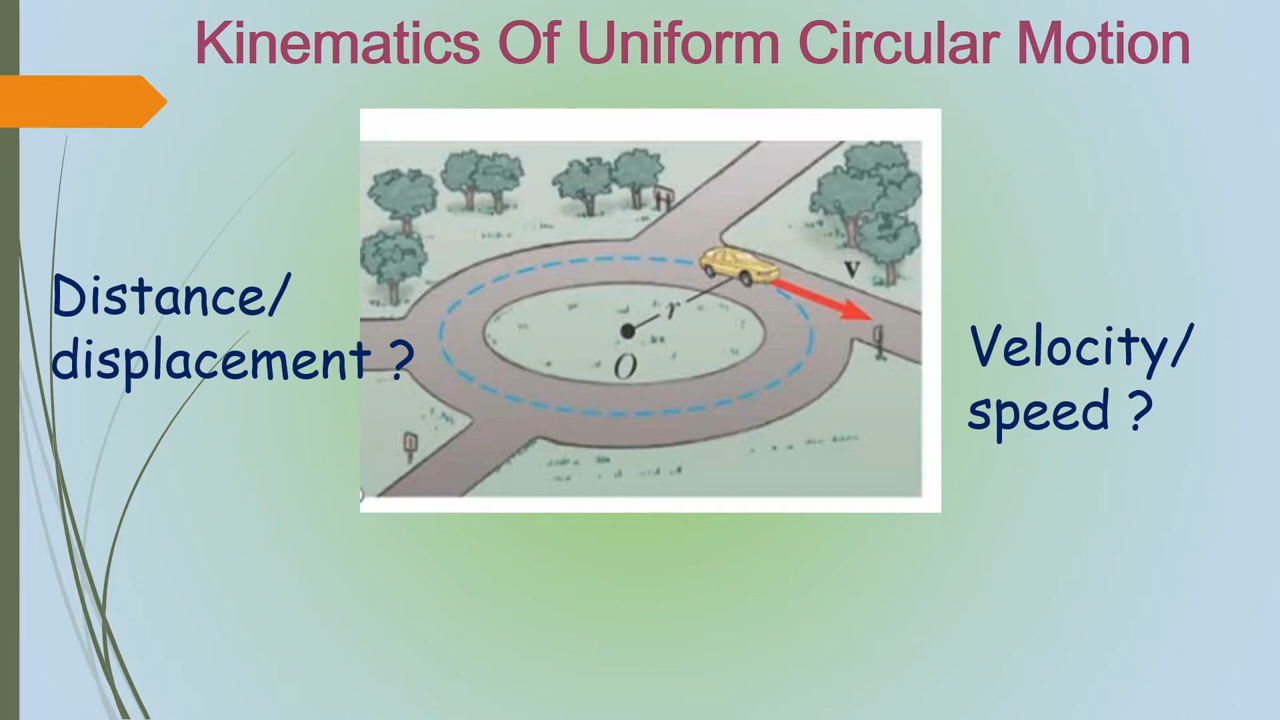 Kinematics Of Uniform Circular Motion
Distance/
displacement ?
v
r
O
Velocity/
speed ?